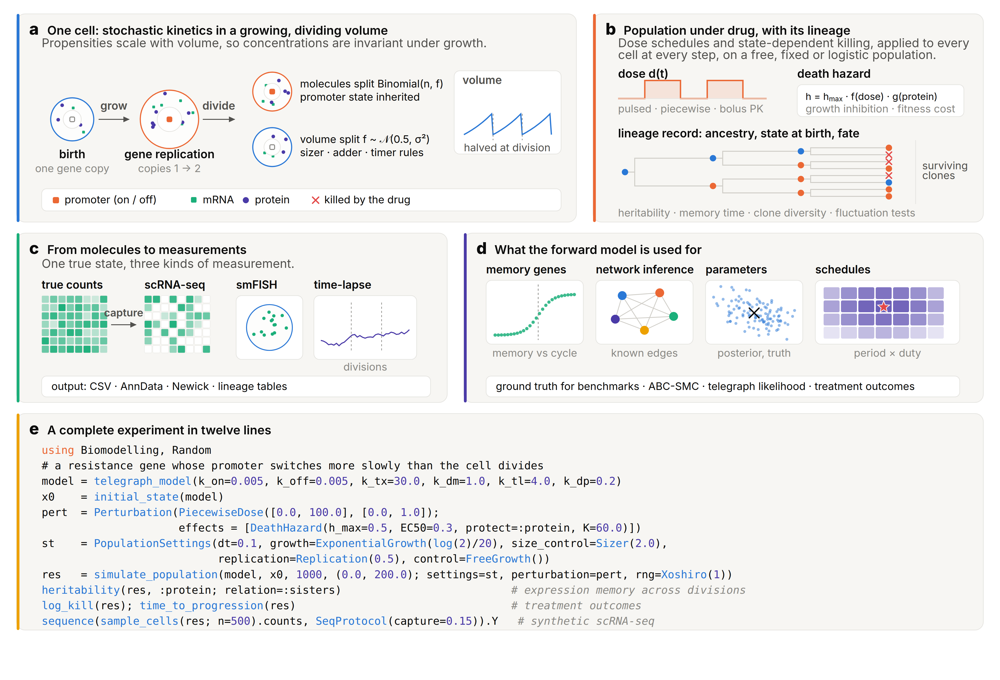 a One cell: stochastic kinetics in a growing, dividing volume
Propensities scale with volume, so concentrations are invariant under growth.
grow
divide
birth
one gene copy
gene replication
copies 1 → 2
molecules split Binomial(n, f)
promoter state inherited
volume split f ~ 𝒩(0.5, σ²)
sizer · adder · timer rules
volume
halved at division
promoter (on / off)
mRNA
protein
killed by the drug
b Population under drug, with its lineage
Dose schedules and state-dependent killing, applied to every
cell at every step, on a free, fixed or logistic population.
dose d(t)
pulsed · piecewise · bolus PK
death hazard
h = hmax · f(dose) · g(protein)
growth inhibition · fitness cost
lineage record: ancestry, state at birth, fate
surviving
clones
heritability · memory time · clone diversity · fluctuation tests
c From molecules to measurements
One true state, three kinds of measurement.
true counts
capture
scRNA-seq
smFISH
time-lapse
divisions
output: CSV · AnnData · Newick · lineage tables
d What the forward model is used for
memory genes
memory vs cycle
network inference
known edges
parameters
posterior, truth
schedules
period × duty
ground truth for benchmarks · ABC-SMC · telegraph likelihood · treatment outcomes
e A complete experiment in twelve lines
using Biomodelling, Random
# a resistance gene whose promoter switches more slowly than the cell divides
model = telegraph_model(k_on=0.005, k_off=0.005, k_tx=30.0, k_dm=1.0, k_tl=4.0, k_dp=0.2)
x0    = initial_state(model)
pert  = Perturbation(PiecewiseDose([0.0, 100.0], [0.0, 1.0]);
                     effects = [DeathHazard(h_max=0.5, EC50=0.3, protect=:protein, K=60.0)])
st    = PopulationSettings(dt=0.1, growth=ExponentialGrowth(log(2)/20), size_control=Sizer(2.0),
                           replication=Replication(0.5), control=FreeGrowth())
res   = simulate_population(model, x0, 1000, (0.0, 200.0); settings=st, perturbation=pert, rng=Xoshiro(1))
heritability(res, :protein; relation=:sisters)                          # expression memory across divisions
log_kill(res); time_to_progression(res)                                 # treatment outcomes
sequence(sample_cells(res; n=500).counts, SeqProtocol(capture=0.15)).Y   # synthetic scRNA-seq